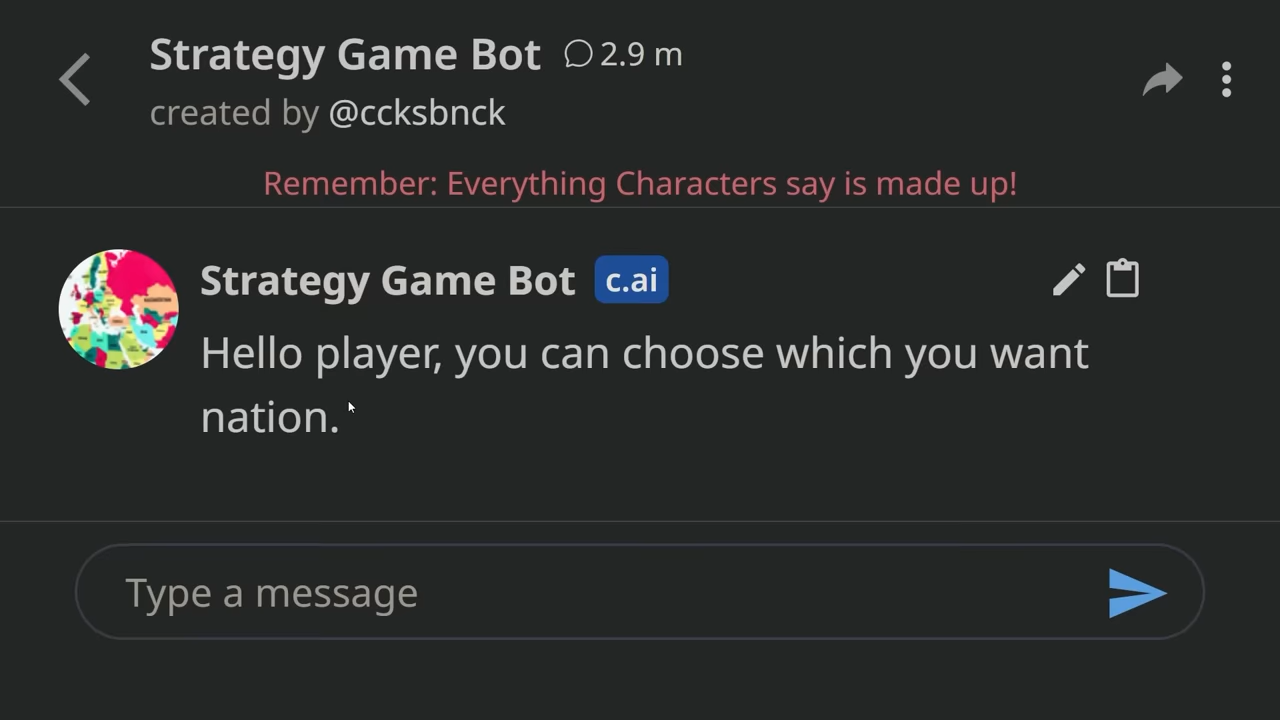 Strategy Game Bot 2.9 m
created by @ccksbnck
Remember: Everything Characters say is made up!
Strategy Game Bot c.ai
Hello player, you can choose which you want
nation.
Type a message